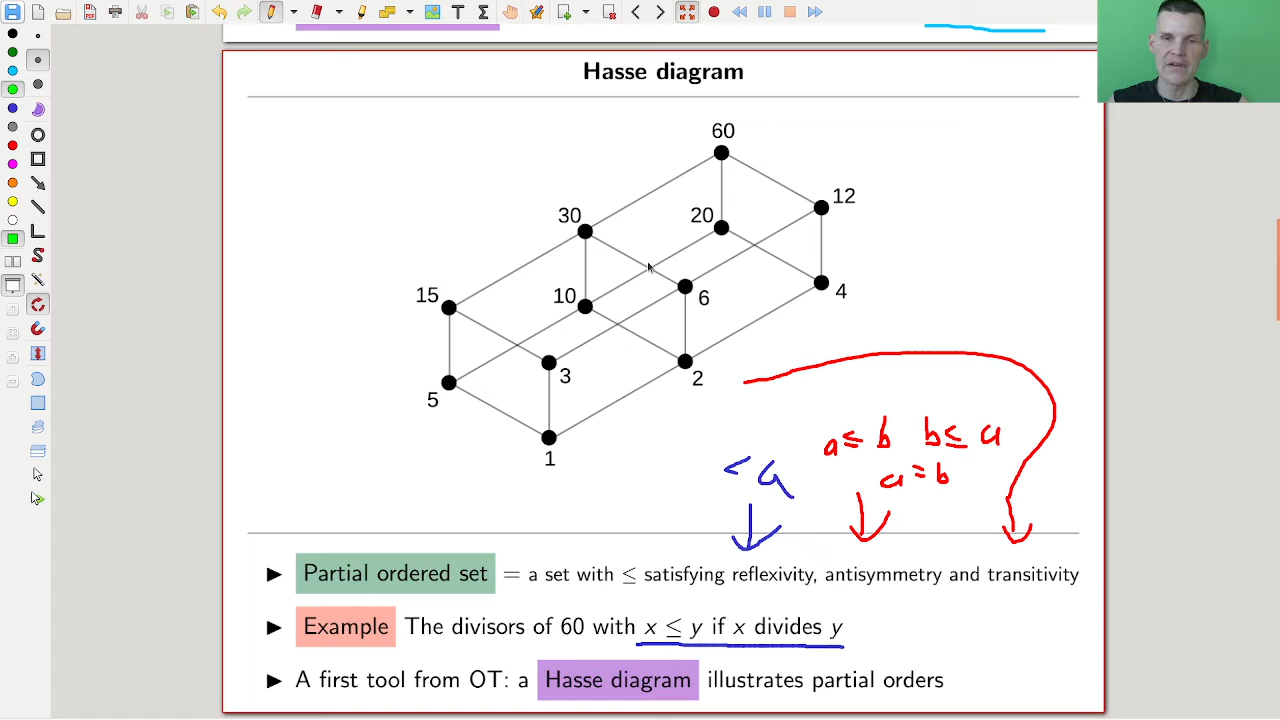 Hasse diagram
60
12
30
20
15
10
6
4
3
2
5
1
a ≤ b b ≤ a
a = b
≤ a
Partial ordered set = a set with ≤ satisfying reflexivity, antisymmetry and transitivity
Example The divisors of 60 with x ≤ y if x divides y
A first tool from OT: a Hasse diagram illustrates partial orders